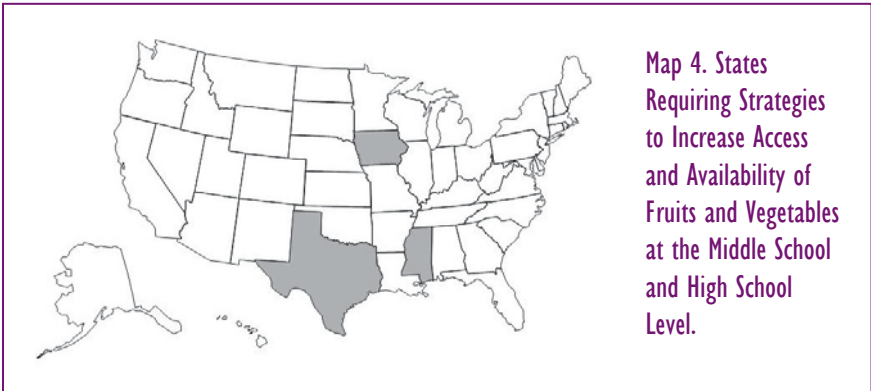 Map 4. States
Requiring Strategies
to Increase Access
and Availability of
Fruits and Vegetables
at the Middle School
and High School
Level.